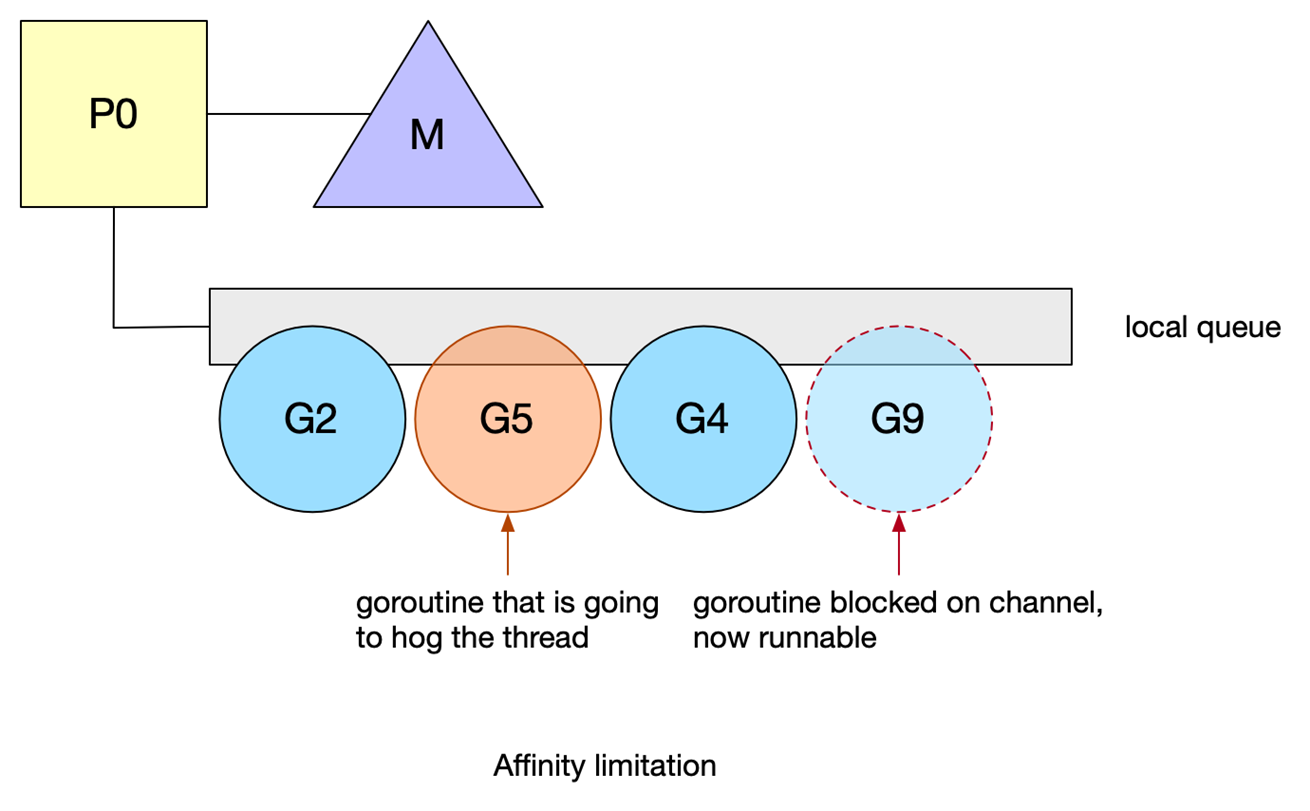 P0
M
local queue
G2
G5
G4
G9
goroutine that is going
to hog the thread
goroutine blocked on channel,
now runnable
Affinity limitation